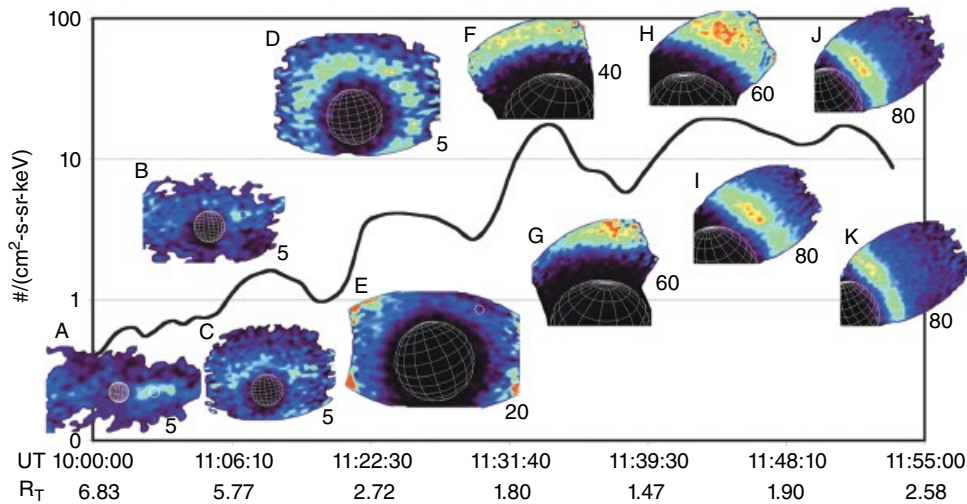 100
D
F
H
J
40
60
80
5
10
B
I
5
G
K
80
#/(cm²-s-sr-keV)
60
1
E
A
C
80
5
5
20
0
UT 10:00:00 11:06:10 11:22:30 11:31:40 11:39:30 11:48:10 11:55:00
R_T 6.83 5.77 2.72 1.80 1.47 1.90 2.58